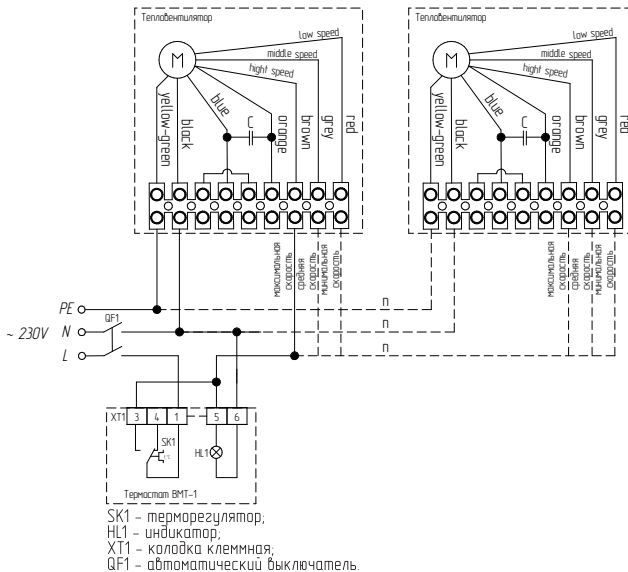 Тепловентилятор
low speed
middle speed
hight speed
M
yellow-green
black
blue
C
orange
brown
grey
red
максимальная
скорость
средняя
скорость
минимальная
скорость
Тепловентилятор
low speed
middle speed
hight speed
M
yellow-green
black
blue
C
orange
brown
grey
red
максимальная
скорость
средняя
скорость
минимальная
скорость
PE
n
QF1
~ 230V N
n
L
n
XT1 3 4 1 5 6
SK1
HL1
Термостат ВМТ-1
SK1 - терморегулятор;
HL1 - индикатор;
XT1 - колодка клеммная;
QF1 - автоматический выключатель.